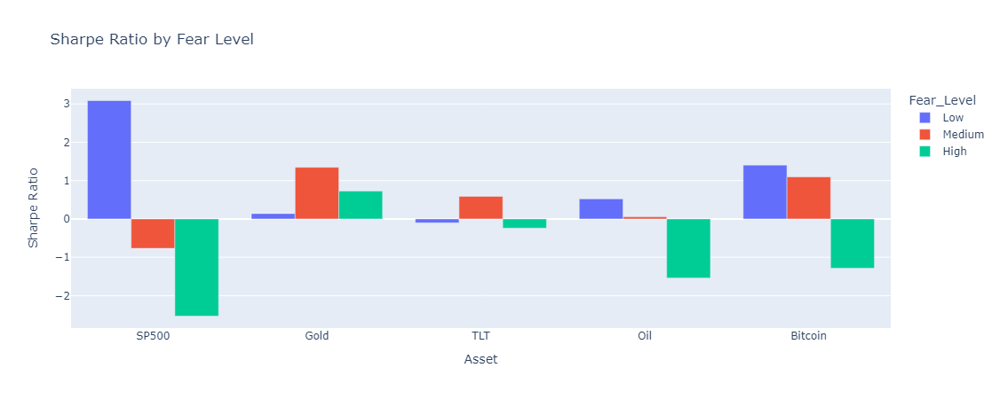 Sharpe Ratio by Fear Level
Sharpe Ratio
3
2
1
0
−1
−2
SP500
Gold
TLT
Oil
Bitcoin
Asset
Fear_Level
Low
Medium
High